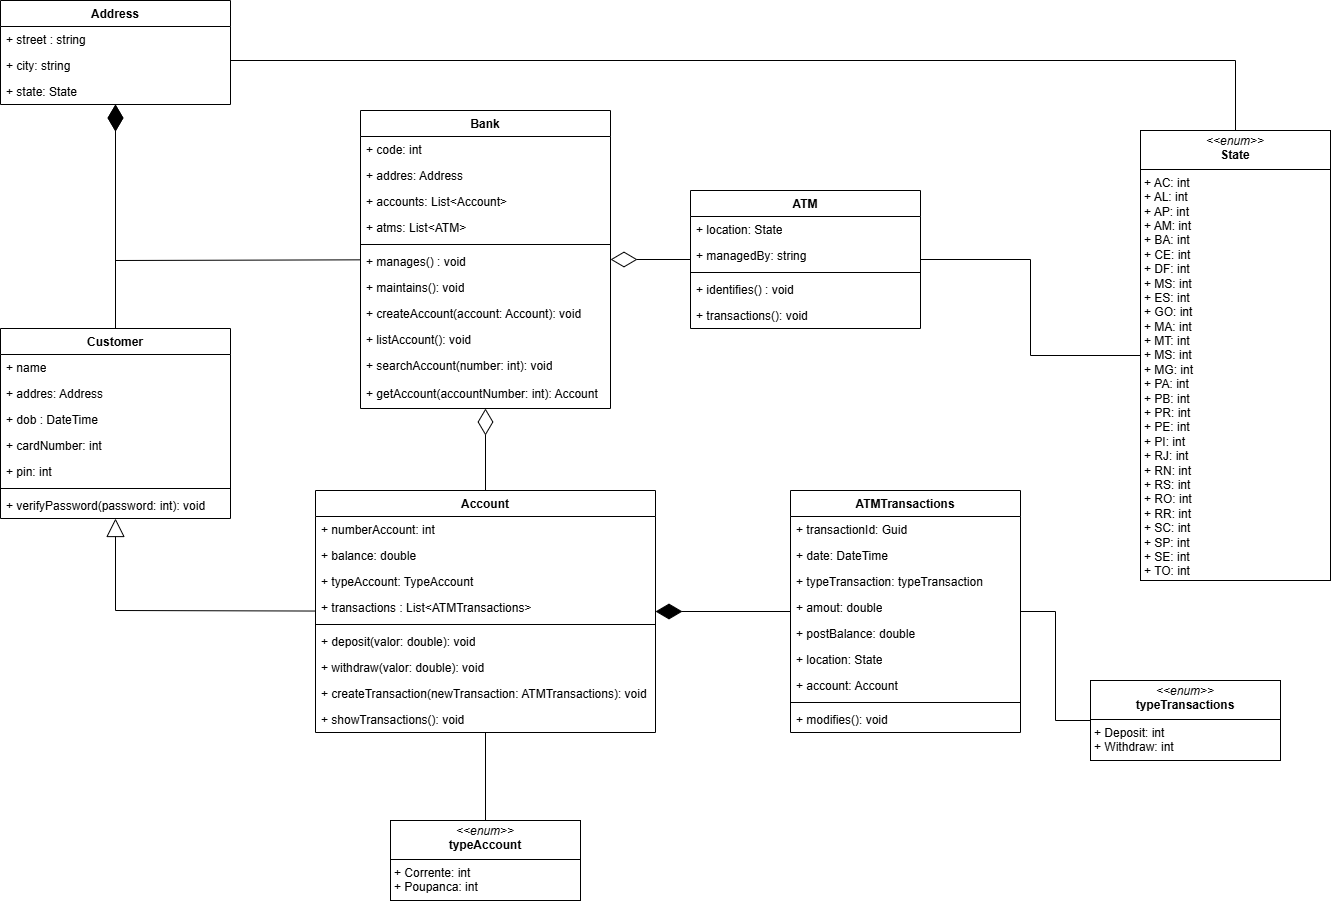 Address
+ street : string
+ city: string
+ state: State
Bank
+ code: int
+ addres: Address
+ accounts: List<Account>
+ atms: List<ATM>
+ manages() : void
+ maintains(): void
+ createAccount(account: Account): void
+ listAccount(): void
+ searchAccount(number: int): void
+ getAccount(accountNumber: int): Account
ATM
+ location: State
+ managedBy: string
+ identifies() : void
+ transactions(): void
<<enum>>
State
+ AC: int
+ AL: int
+ AP: int
+ AM: int
+ BA: int
+ CE: int
+ DF: int
+ MS: int
+ ES: int
+ GO: int
+ MA: int
+ MT: int
+ MS: int
+ MG: int
+ PA: int
+ PB: int
+ PR: int
+ PE: int
+ PI: int
+ RJ: int
+ RN: int
+ RS: int
+ RO: int
+ RR: int
+ SC: int
+ SP: int
+ SE: int
+ TO: int
Customer
+ name
+ addres: Address
+ dob : DateTime
+ cardNumber: int
+ pin: int
+ verifyPassword(password: int): void
Account
+ numberAccount: int
+ balance: double
+ typeAccount: TypeAccount
+ transactions : List<ATMTransactions>
+ deposit(valor: double): void
+ withdraw(valor: double): void
+ createTransaction(newTransaction: ATMTransactions): void
+ showTransactions(): void
ATMTransactions
+ transactionId: Guid
+ date: DateTime
+ typeTransaction: typeTransaction
+ amout: double
+ postBalance: double
+ location: State
+ account: Account
+ modifies(): void
<<enum>>
typeTransactions
+ Deposit: int
+ Withdraw: int
<<enum>>
typeAccount
+ Corrente: int
+ Poupanca: int